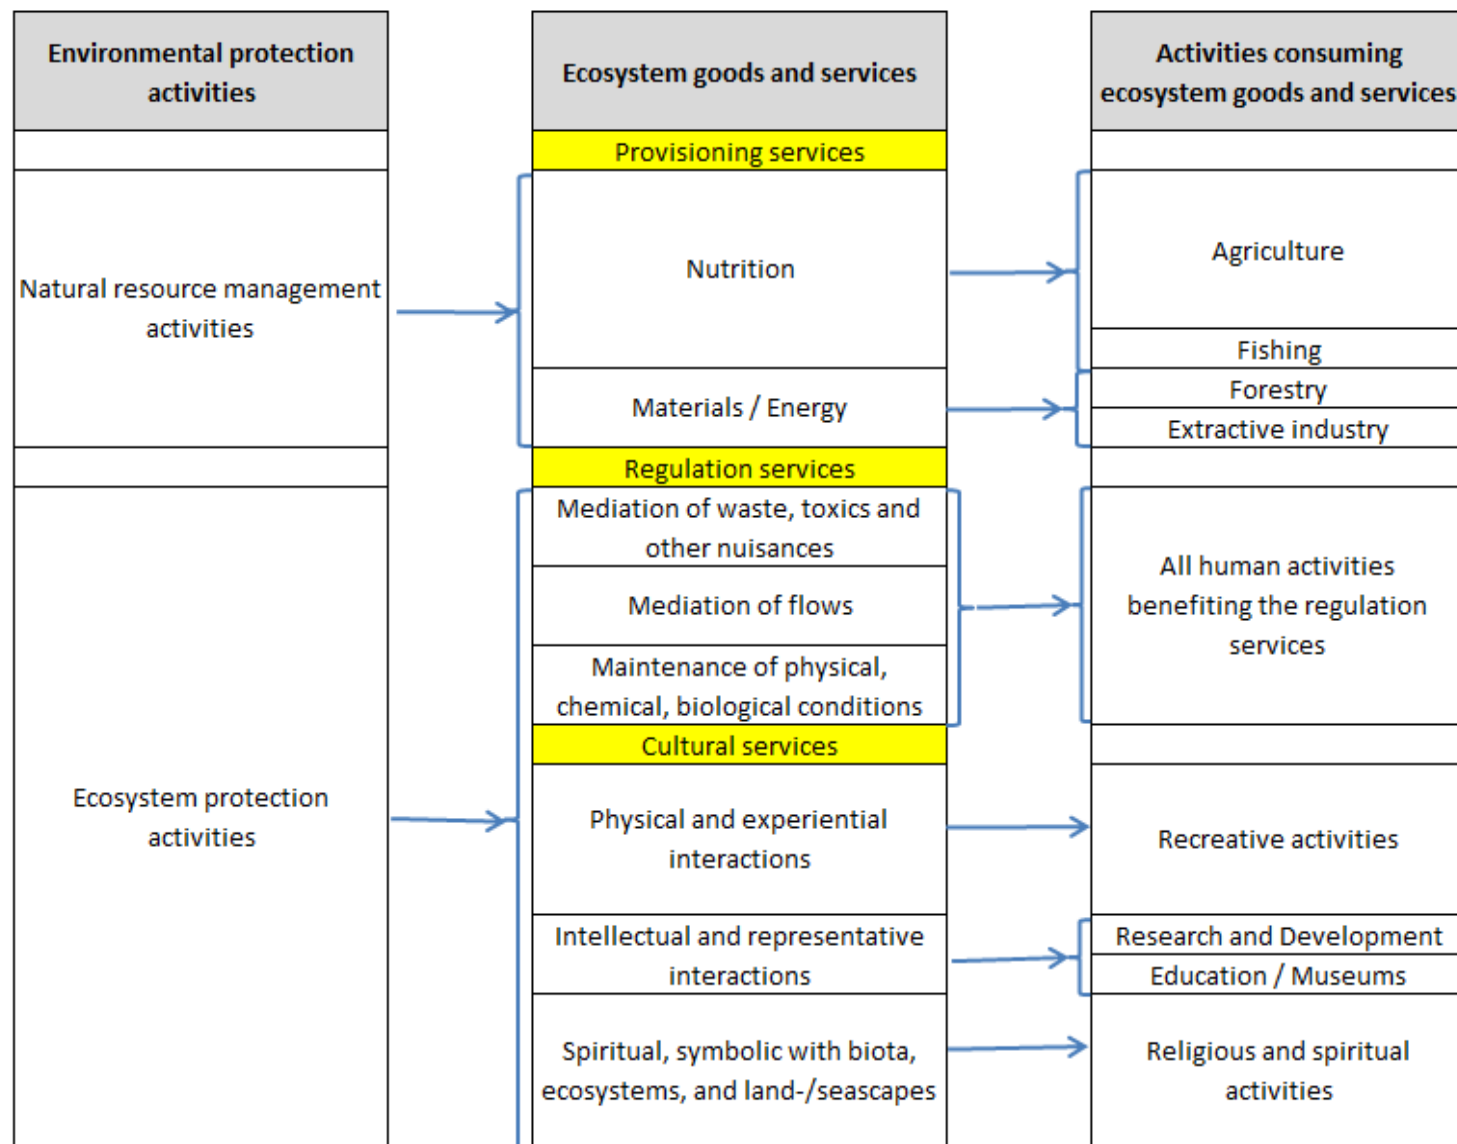 Environmental protection
activities
Ecosystem goods and services
Activities consuming
ecosystem goods and services
Provisioning services
Natural resource management
activities
Nutrition
Agriculture
Fishing
Materials / Energy
Forestry
Extractive industry
Regulation services
Ecosystem protection
activities
Mediation of waste, toxics and
other nuisances
Mediation of flows
Maintenance of physical,
chemical, biological conditions
All human activities
benefiting the regulation
services
Cultural services
Physical and experiential
interactions
Recreative activities
Intellectual and representative
interactions
Research and Development
Education / Museums
Spiritual, symbolic with biota,
ecosystems, and land-/seascapes
Religious and spiritual
activities